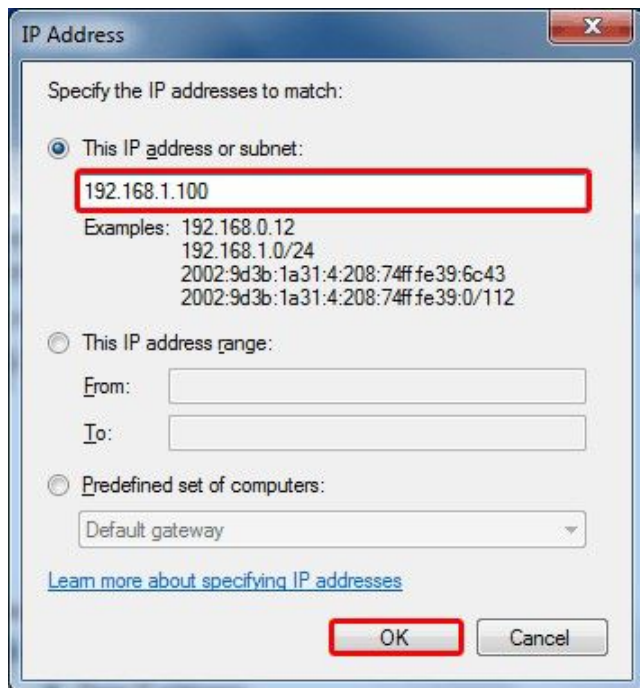 IP Address
Specify the IP addresses to match:
This IP address or subnet:
192.168.1.100
Examples: 192.168.0.12
192.168.1.0/24
2002:9d3b:1a31:4:208:74ff:fe39:6c43
2002:9d3b:1a31:4:208:74ff:fe39:0/112
This IP address range:
From:
To:
Predefined set of computers:
Default gateway
Learn more about specifying IP addresses
OK Cancel